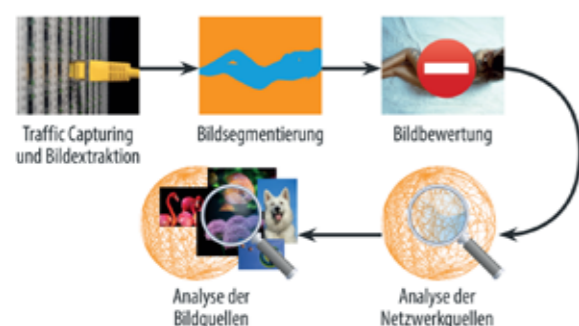 Traffic Capturing
und Bildextraktion
Bildsegmentierung
Bildbewertung
Analyse der
Netzwerkquellen
Analyse der
Bildquellen